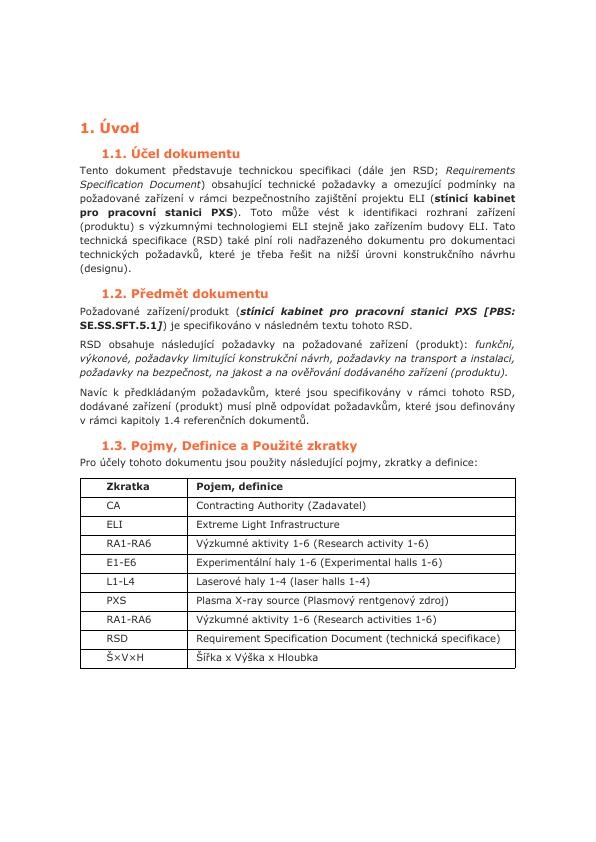 1. Úvod
1.1. Účel dokumentu
Tento dokument představuje technickou specifikaci (dále jen RSD; Requirements
Specification Document) obsahující technické požadavky a omezující podmínky na
požadované zařízení v rámci bezpečnostního zajištění projektu ELI (stínicí kabinet
pro pracovní stanici PXS). Toto může vést k identifikaci rozhraní zařízení
(produktu) s výzkumnými technologiemi ELI stejně jako zařízením budovy ELI. Tato
technická specifikace (RSD) také plní roli nadřazeného dokumentu pro dokumentaci
technických požadavků, které je třeba řešit na nižší úrovni konstrukčního návrhu
(designu).
1.2. Předmět dokumentu
Požadované zařízení/produkt (stínicí kabinet pro pracovní stanici PXS [PBS:
SE.SS.SFT.5.1]) je specifikováno v následném textu tohoto RSD.
RSD obsahuje následující požadavky na požadované zařízení (produkt): funkční,
výkonové, požadavky limitující konstrukční návrh, požadavky na transport a instalaci,
požadavky na bezpečnost, na jakost a na ověřování dodávaného zařízení (produktu).
Navíc k předkládaným požadavkům, které jsou specifikovány v rámci tohoto RSD,
dodávané zařízení (produkt) musí plně odpovídat požadavkům, které jsou definovány
v rámci kapitoly 1.4 referenčních dokumentů.
1.3. Pojmy, Definice a Použité zkratky
Pro účely tohoto dokumentu jsou použity následující pojmy, zkratky a definice:
Zkratka Pojem, definice
CA Contracting Authority (Zadavatel)
ELI Extreme Light Infrastructure
RA1-RA6 Výzkumné aktivity 1-6 (Research activity 1-6)
E1-E6 Experimentální haly 1-6 (Experimental halls 1-6)
L1-L4 Laserové haly 1-4 (laser halls 1-4)
PXS Plasma X-ray source (Plasmový rentgenový zdroj)
RA1-RA6 Výzkumné aktivity 1-6 (Research activities 1-6)
RSD Requirement Specification Document (technická specifikace)
Š×V×H Šířka x Výška x Hloubka